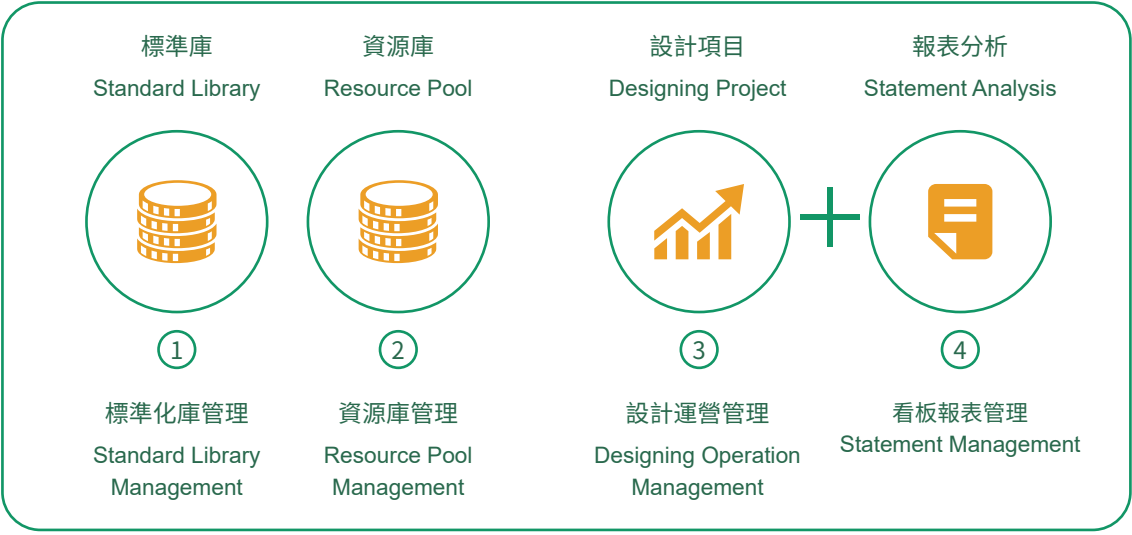 標準庫
Standard Library
資源庫
Resource Pool
設計項目
Designing Project
報表分析
Statement Analysis
1
2
3
4
標準化庫管理
Standard Library
Management
資源庫管理
Resource Pool
Management
設計運營管理
Designing Operation
Management
看板報表管理
Statement Management